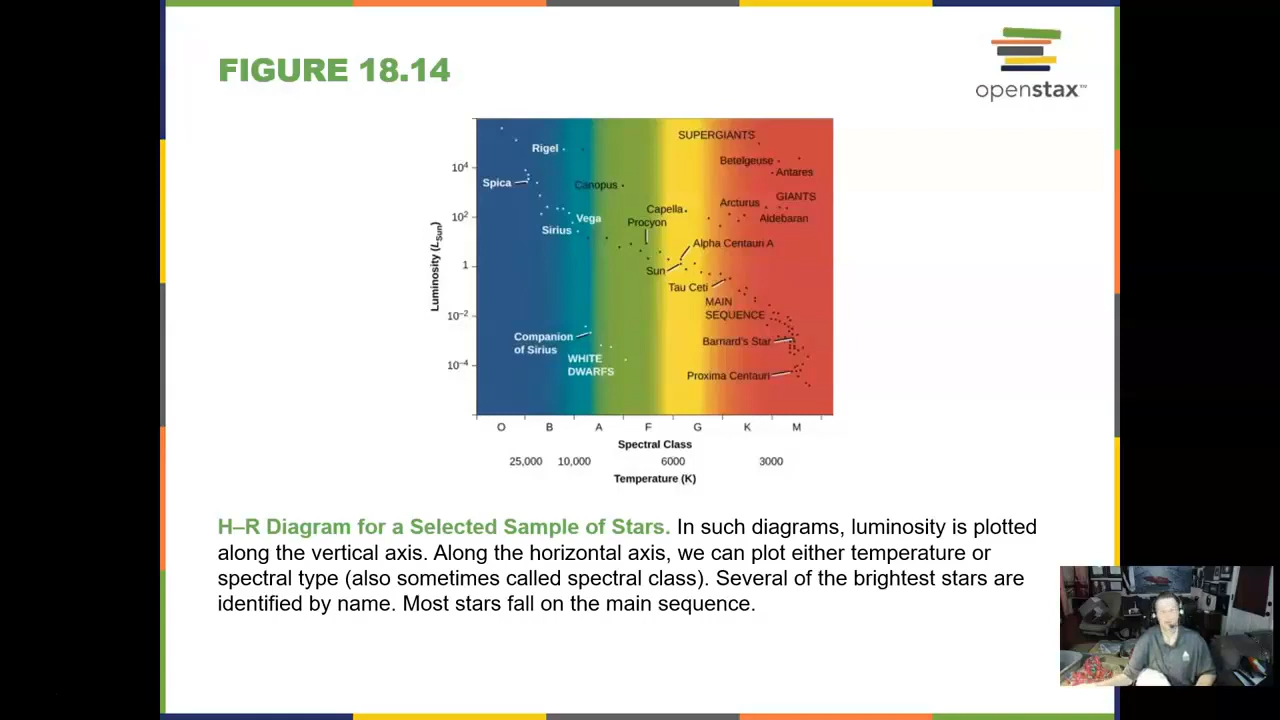 FIGURE 18.14
openstax™
SUPERGIANTS
Rigel
Betelgeuse
10⁴
Antares
Spica
Canopus
GIANTS
Arcturus
Capella
10²
Vega
Aldebaran
Procyon
Sirius
Alpha Centauri A
Luminosity (L_Sun)
1
Sun
Tau Ceti
MAIN
SEQUENCE
10⁻²
Companion
of Sirius
Barnard's Star
WHITE
DWARFS
10⁻⁴
Proxima Centauri
O B A F G K M
Spectral Class
25,000 10,000 6000 3000
Temperature (K)
H–R Diagram for a Selected Sample of Stars. In such diagrams, luminosity is plotted
along the vertical axis. Along the horizontal axis, we can plot either temperature or
spectral type (also sometimes called spectral class). Several of the brightest stars are
identified by name. Most stars fall on the main sequence.